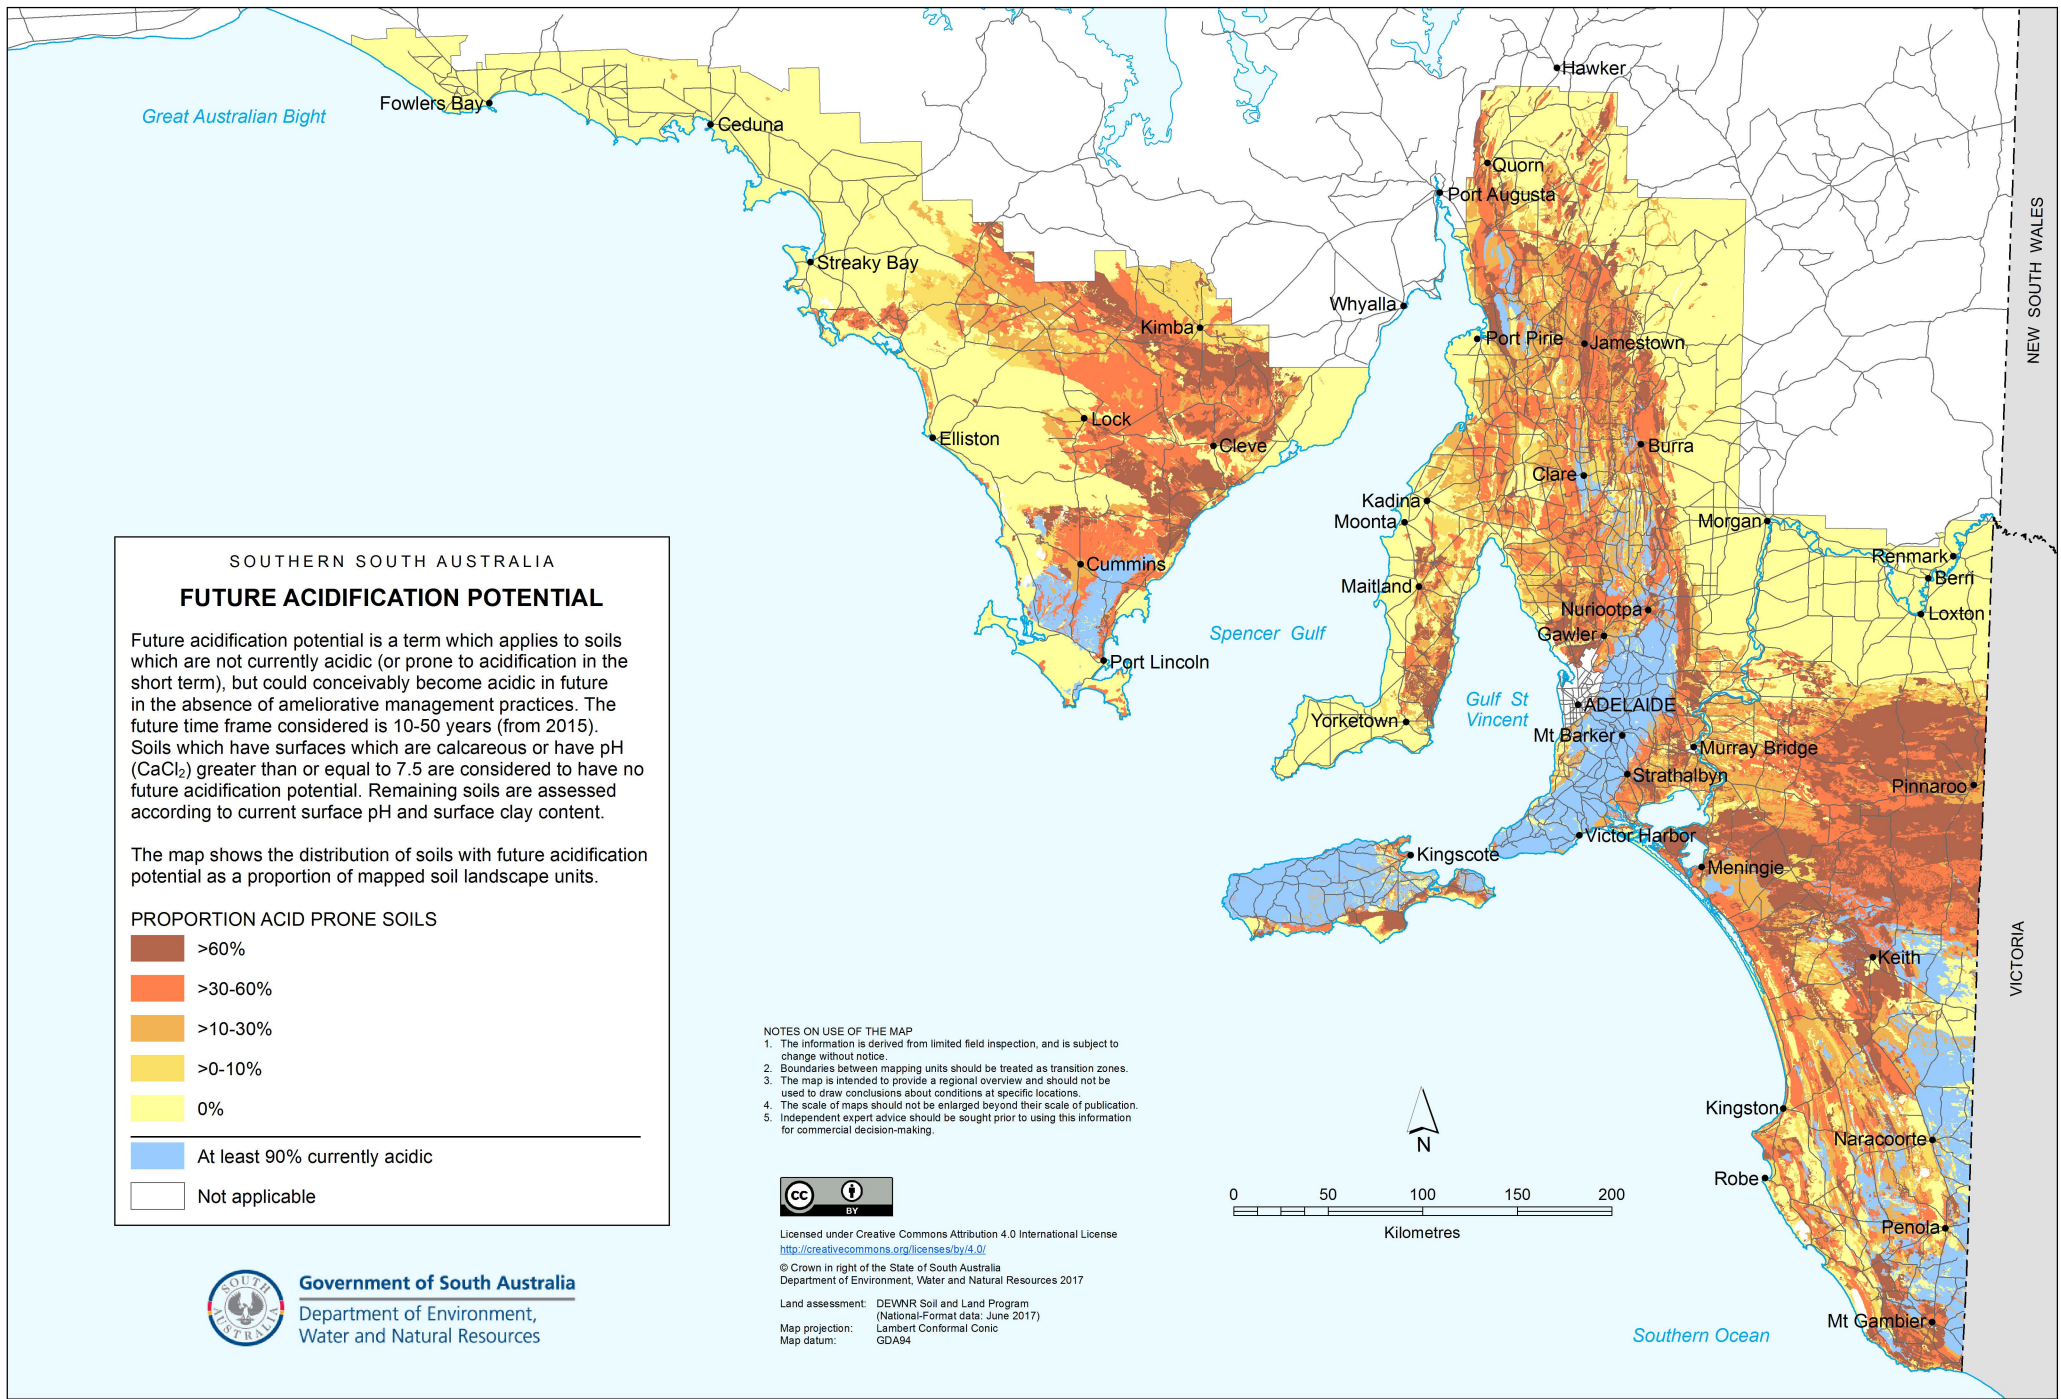 Hawker
Great Australian Bight
Fowlers Bay
Ceduna
Quorn
Port Augusta
NEW SOUTH WALES
Streaky Bay
Whyalla
Kimba
Port Pirie
Jamestown
Lock
Elliston
Cleve
Burra
Clare
Kadina
Moonta
Morgan
Renmark
Berri
Loxton
Cummins
Maitland
Nuriootpa
Gawler
Spencer Gulf
Port Lincoln
Gulf St
Vincent
ADELAIDE
Yorketown
Mt Barker
Murray Bridge
Strathalbyn
Pinnaroo
Victor Harbor
Kingscote
Meningie
Keith
VICTORIA
Kingston
Naracoorte
Robe
Penola
Mt Gambier
Southern Ocean
SOUTHERN SOUTH AUSTRALIA
FUTURE ACIDIFICATION POTENTIAL
Future acidification potential is a term which applies to soils
which are not currently acidic (or prone to acidification in the
short term), but could conceivably become acidic in future
in the absence of ameliorative management practices. The
future time frame considered is 10-50 years (from 2015).
Soils which have surfaces which are calcareous or have pH
(CaCl₂) greater than or equal to 7.5 are considered to have no
future acidification potential. Remaining soils are assessed
according to current surface pH and surface clay content.
The map shows the distribution of soils with future acidification
potential as a proportion of mapped soil landscape units.
PROPORTION ACID PRONE SOILS
>60%
>30-60%
>10-30%
>0-10%
0%
At least 90% currently acidic
Not applicable
SOUTH AUSTRALIA
Government of South Australia
Department of Environment,
Water and Natural Resources
NOTES ON USE OF THE MAP
1. The information is derived from limited field inspection, and is subject to
change without notice.
2. Boundaries between mapping units should be treated as transition zones.
3. The map is intended to provide a regional overview and should not be
used to draw conclusions about conditions at specific locations.
4. The scale of maps should not be enlarged beyond their scale of publication.
5. Independent expert advice should be sought prior to using this information
for commercial decision-making.
cc
BY
Licensed under Creative Commons Attribution 4.0 International License
http://creativecommons.org/licenses/by/4.0/
© Crown in right of the State of South Australia
Department of Environment, Water and Natural Resources 2017
Land assessment: DEWNR Soil and Land Program
(National-Format data: June 2017)
Map projection: Lambert Conformal Conic
Map datum: GDA94
N
0 50 100 150 200
Kilometres